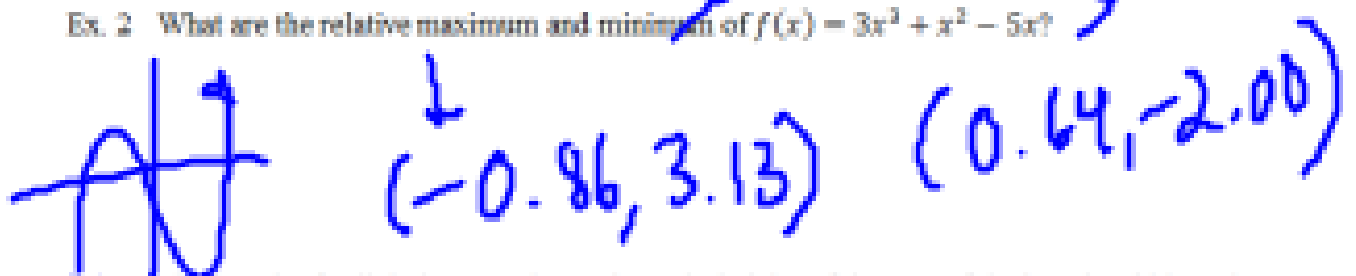 Ex. 2 What are the relative maximum and minimum of f(x) = 3x³ + x² − 5x?
(−0.86, 3.13) (0.64, −2.00)